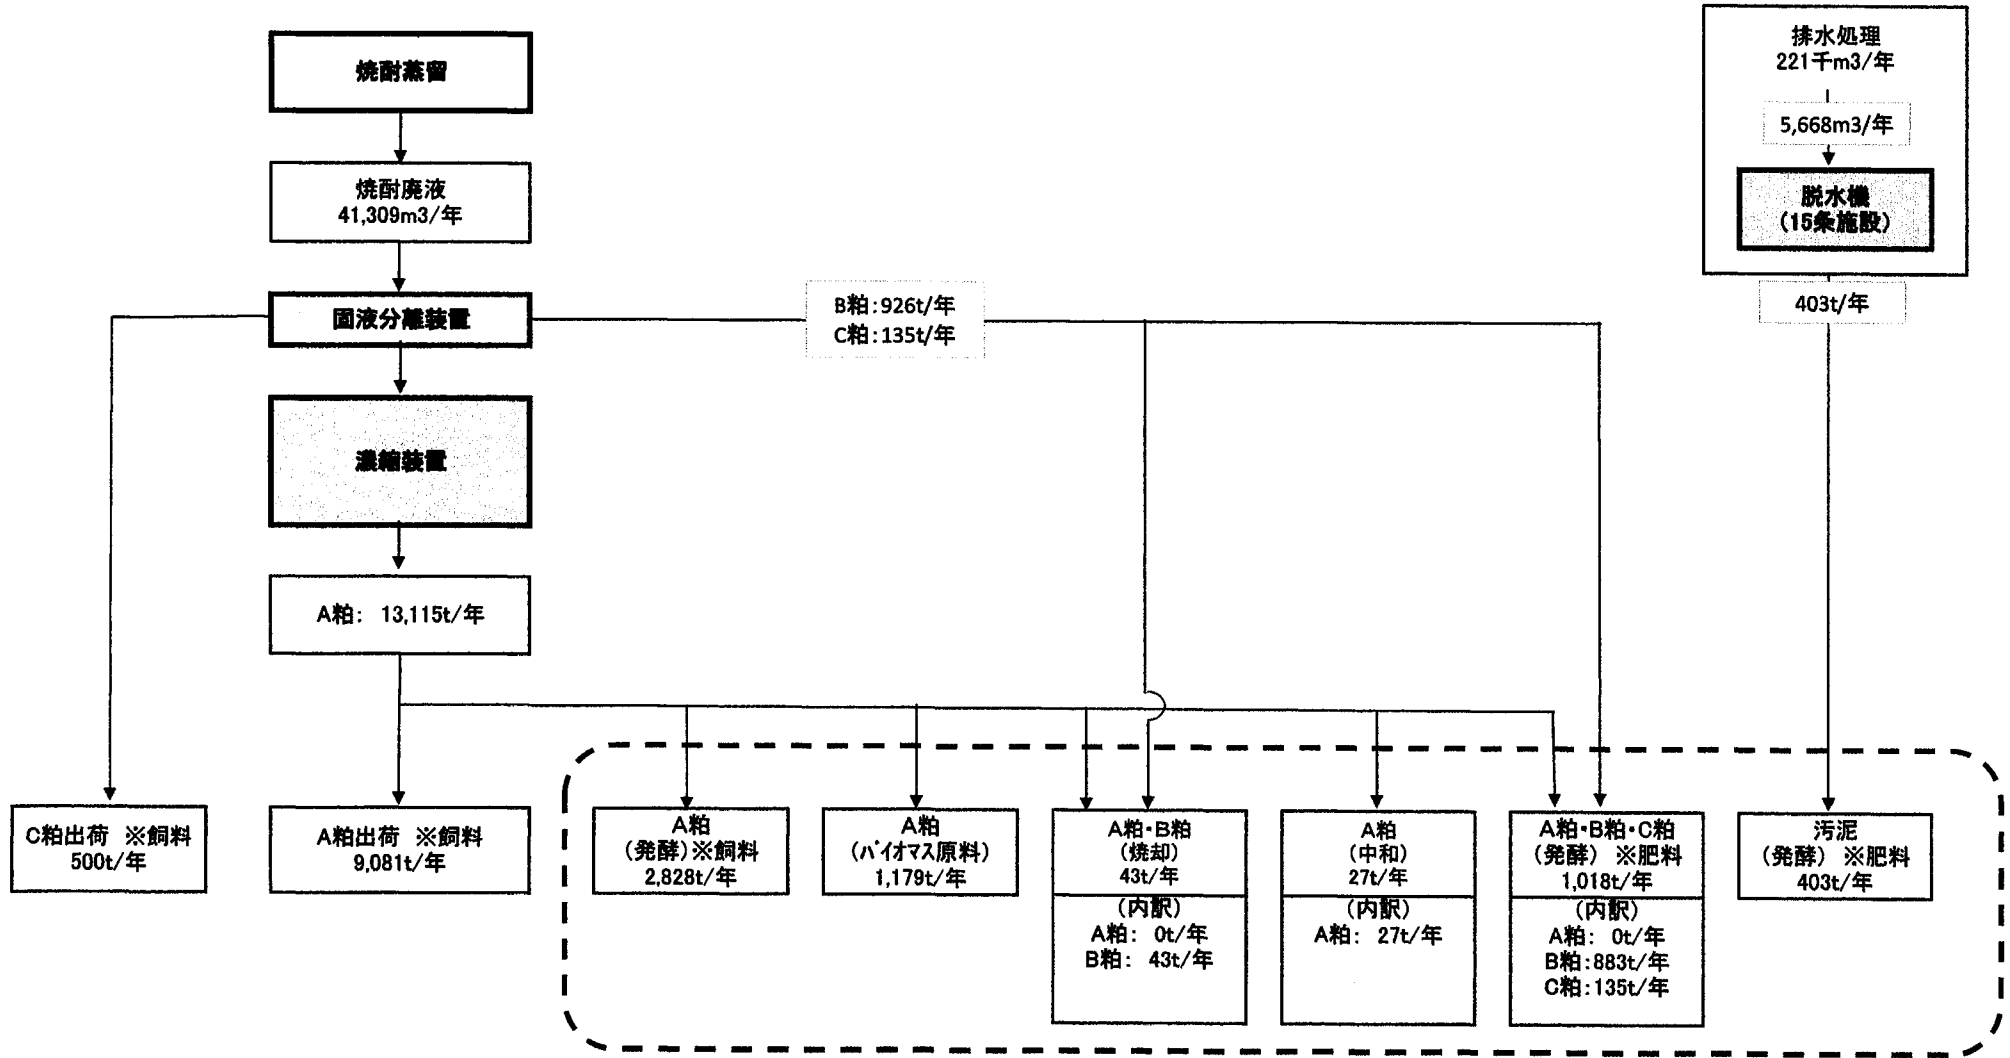 焼酎蒸留
焼酎廃液
41,309m3/年
固液分離装置
B粕:926t/年
C粕:135t/年
濃縮装置
A粕: 13,115t/年
排水処理
221千m3/年
5,668m3/年
脱水機
(15条施設)
403t/年
C粕出荷 ※飼料
500t/年
A粕出荷 ※飼料
9,081t/年
A粕
(発酵)※飼料
2,828t/年
A粕
(バイオマス原料)
1,179t/年
A粕・B粕
(焼却)
43t/年
(内訳)
A粕: 0t/年
B粕: 43t/年
A粕
(中和)
27t/年
(内訳)
A粕: 27t/年
A粕・B粕・C粕
(発酵) ※肥料
1,018t/年
(内訳)
A粕: 0t/年
B粕:883t/年
C粕:135t/年
汚泥
(発酵) ※肥料
403t/年